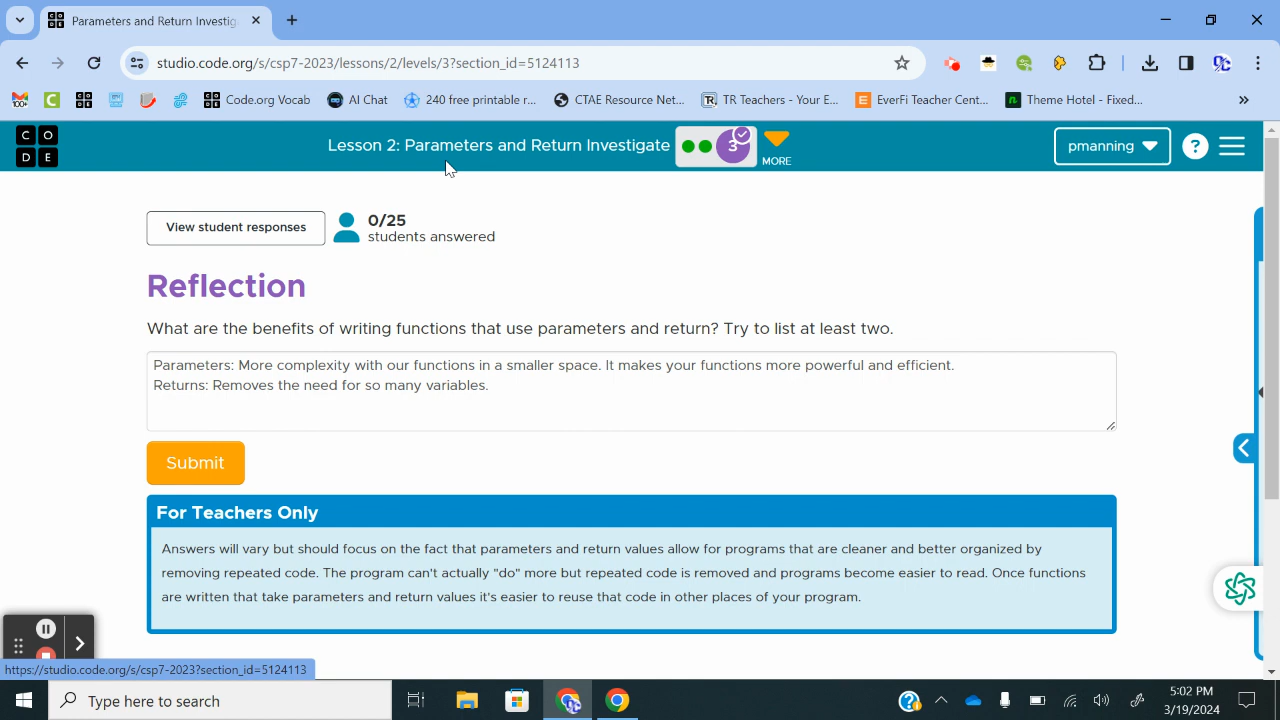 Parameters and Return Investig
studio.code.org/s/csp7-2023/lessons/2/levels/3?section_id=5124113
Code.org Vocab
AI Chat
240 free printable r...
CTAE Resource Net...
TR Teachers - Your E...
EverFi Teacher Cent...
Theme Hotel - Fixed...
CODE
Lesson 2: Parameters and Return Investigate
3
MORE
pmanning
?
View student responses
0/25
students answered
Reflection
What are the benefits of writing functions that use parameters and return? Try to list at least two.
Parameters: More complexity with our functions in a smaller space. It makes your functions more powerful and efficient.
Returns: Removes the need for so many variables.
Submit
For Teachers Only
Answers will vary but should focus on the fact that parameters and return values allow for programs that are cleaner and better organized by
removing repeated code. The program can't actually "do" more but repeated code is removed and programs become easier to read. Once functions
are written that take parameters and return values it's easier to reuse that code in other places of your program.
https://studio.code.org/s/csp7-2023?section_id=5124113
Type here to search
5:02 PM
3/19/2024